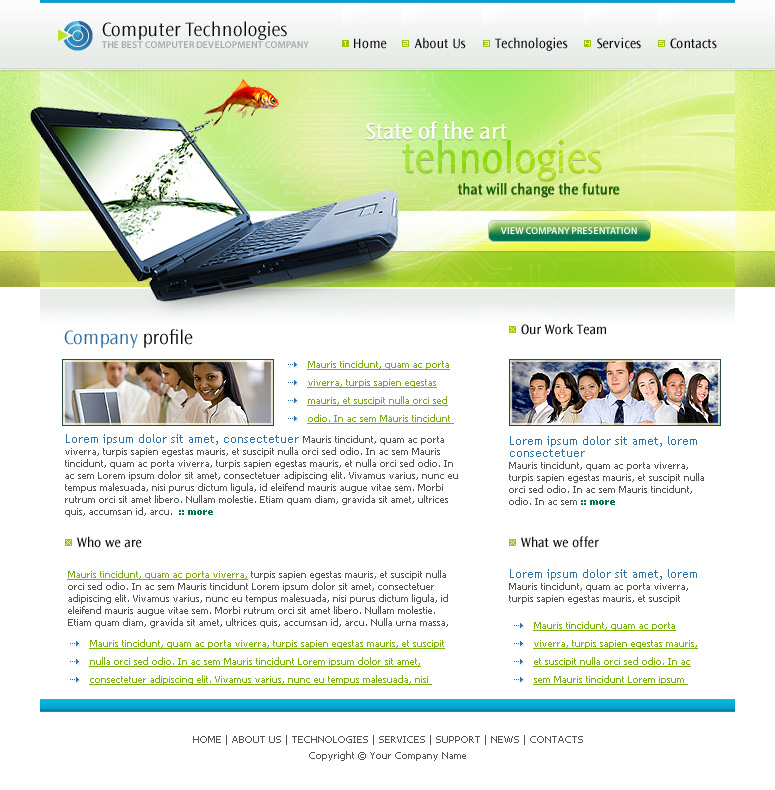 Computer Technologies
THE BEST COMPUTER DEVELOPMENT COMPANY
1 Home
2 About Us
3 Technologies
4 Services
5 Contacts
State of the art
tehnologies
that will change the future
VIEW COMPANY PRESENTATION
Company profile
Mauris tincidunt, quam ac porta
viverra, turpis sapien egestas
mauris, et suscipit nulla orci sed
odio. In ac sem Mauris tincidunt
Lorem ipsum dolor sit amet, consectetuer Mauris tincidunt, quam ac porta
viverra, turpis sapien egestas mauris, et suscipit nulla orci sed odio. In ac sem Mauris
tincidunt, quam ac porta viverra, turpis sapien egestas mauris, et nulla orci sed odio. In
ac sem Lorem ipsum dolor sit amet, consectetuer adipiscing elit. Vivamus varius, nunc eu
tempus malesuada, nisi purus dictum ligula, id eleifend mauris augue vitae sem. Morbi
rutrum orci sit amet libero. Nullam molestie. Etiam quam diam, gravida sit amet, ultrices
quis, accumsan id, arcu. :: more
Our Work Team
Lorem ipsum dolor sit amet, lorem
consectetuer
Mauris tincidunt, quam ac porta viverra,
turpis sapien egestas mauris, et suscipit nulla
orci sed odio. In ac sem Mauris tincidunt,
odio. In ac sem :: more
Who we are
Mauris tincidunt, quam ac porta viverra, turpis sapien egestas mauris, et suscipit nulla
orci sed odio. In ac sem Mauris tincidunt Lorem ipsum dolor sit amet, consectetuer
adipiscing elit. Vivamus varius, nunc eu tempus malesuada, nisi purus dictum ligula, id
eleifend mauris augue vitae sem. Morbi rutrum orci sit amet libero. Nullam molestie.
Etiam quam diam, gravida sit amet, ultrices quis, accumsan id, arcu. Nulla urna massa,
Mauris tincidunt, quam ac porta viverra, turpis sapien egestas mauris, et suscipit
nulla orci sed odio. In ac sem Mauris tincidunt Lorem ipsum dolor sit amet,
consectetuer adipiscing elit. Vivamus varius, nunc eu tempus malesuada, nisi
What we offer
Lorem ipsum dolor sit amet, lorem
Mauris tincidunt, quam ac porta viverra,
turpis sapien egestas mauris, et suscipit
Mauris tincidunt, quam ac porta
viverra, turpis sapien egestas mauris,
et suscipit nulla orci sed odio. In ac
sem Mauris tincidunt Lorem ipsum
HOME | ABOUT US | TECHNOLOGIES | SERVICES | SUPPORT | NEWS | CONTACTS
Copyright © Your Company Name